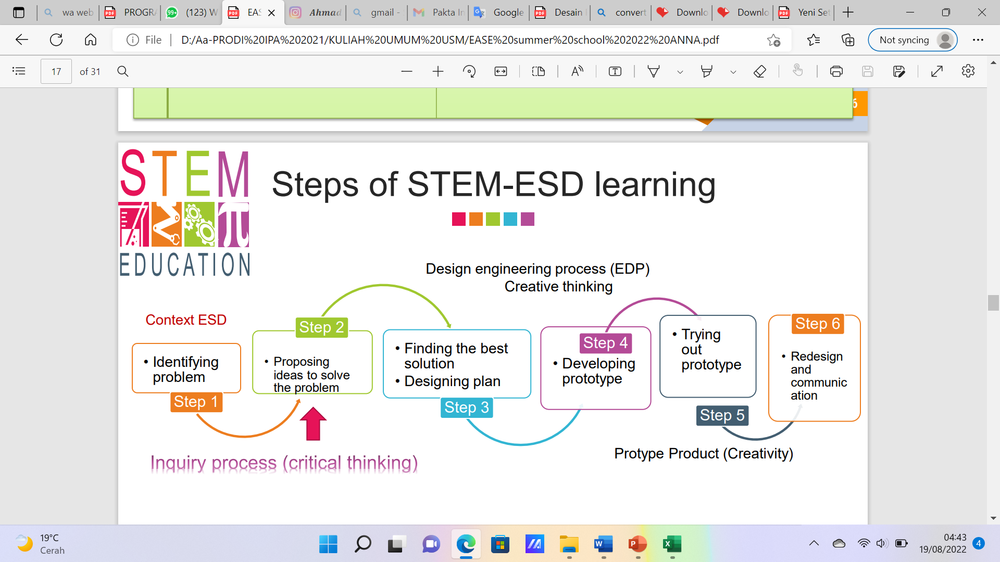 wa web
PROGRA
(123) W
EAS
Ahmad
gmail -
Pakta In
Google
Desain
convert
Downlo
Downlo
Yeni Set
File
D:/Aa-PRODI%20IPA%202021/KULIAH%20UMUM%20USM/EASE%20summer%20school%202022%20ANNA.pdf
Not syncing
17 of 31
6
STEM
EDUCATION
Steps of STEM-ESD learning
Design engineering process (EDP)
Creative thinking
Context ESD
• Identifying
problem
Step 1
Step 2
• Proposing
ideas to solve
the problem
• Finding the best
solution
• Designing plan
Step 3
Step 4
• Developing
prototype
• Trying
out
prototype
Step 5
Step 6
• Redesign
and
communic
ation
Inquiry process (critical thinking)
Protype Product (Creativity)
19°C
Cerah
04:43
19/08/2022
4